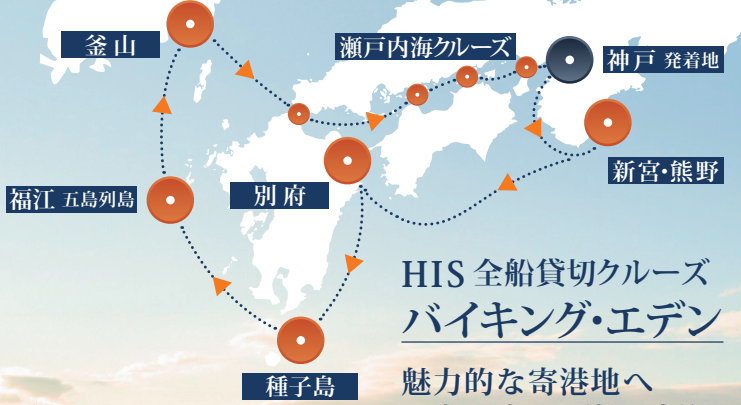 釜山
瀬戸内海クルーズ
神戸 発着地
新宮・熊野
別府
福江 五島列島
種子島
HIS 全船貸切クルーズ
バイキング・エデン
魅力的な寄港地へ